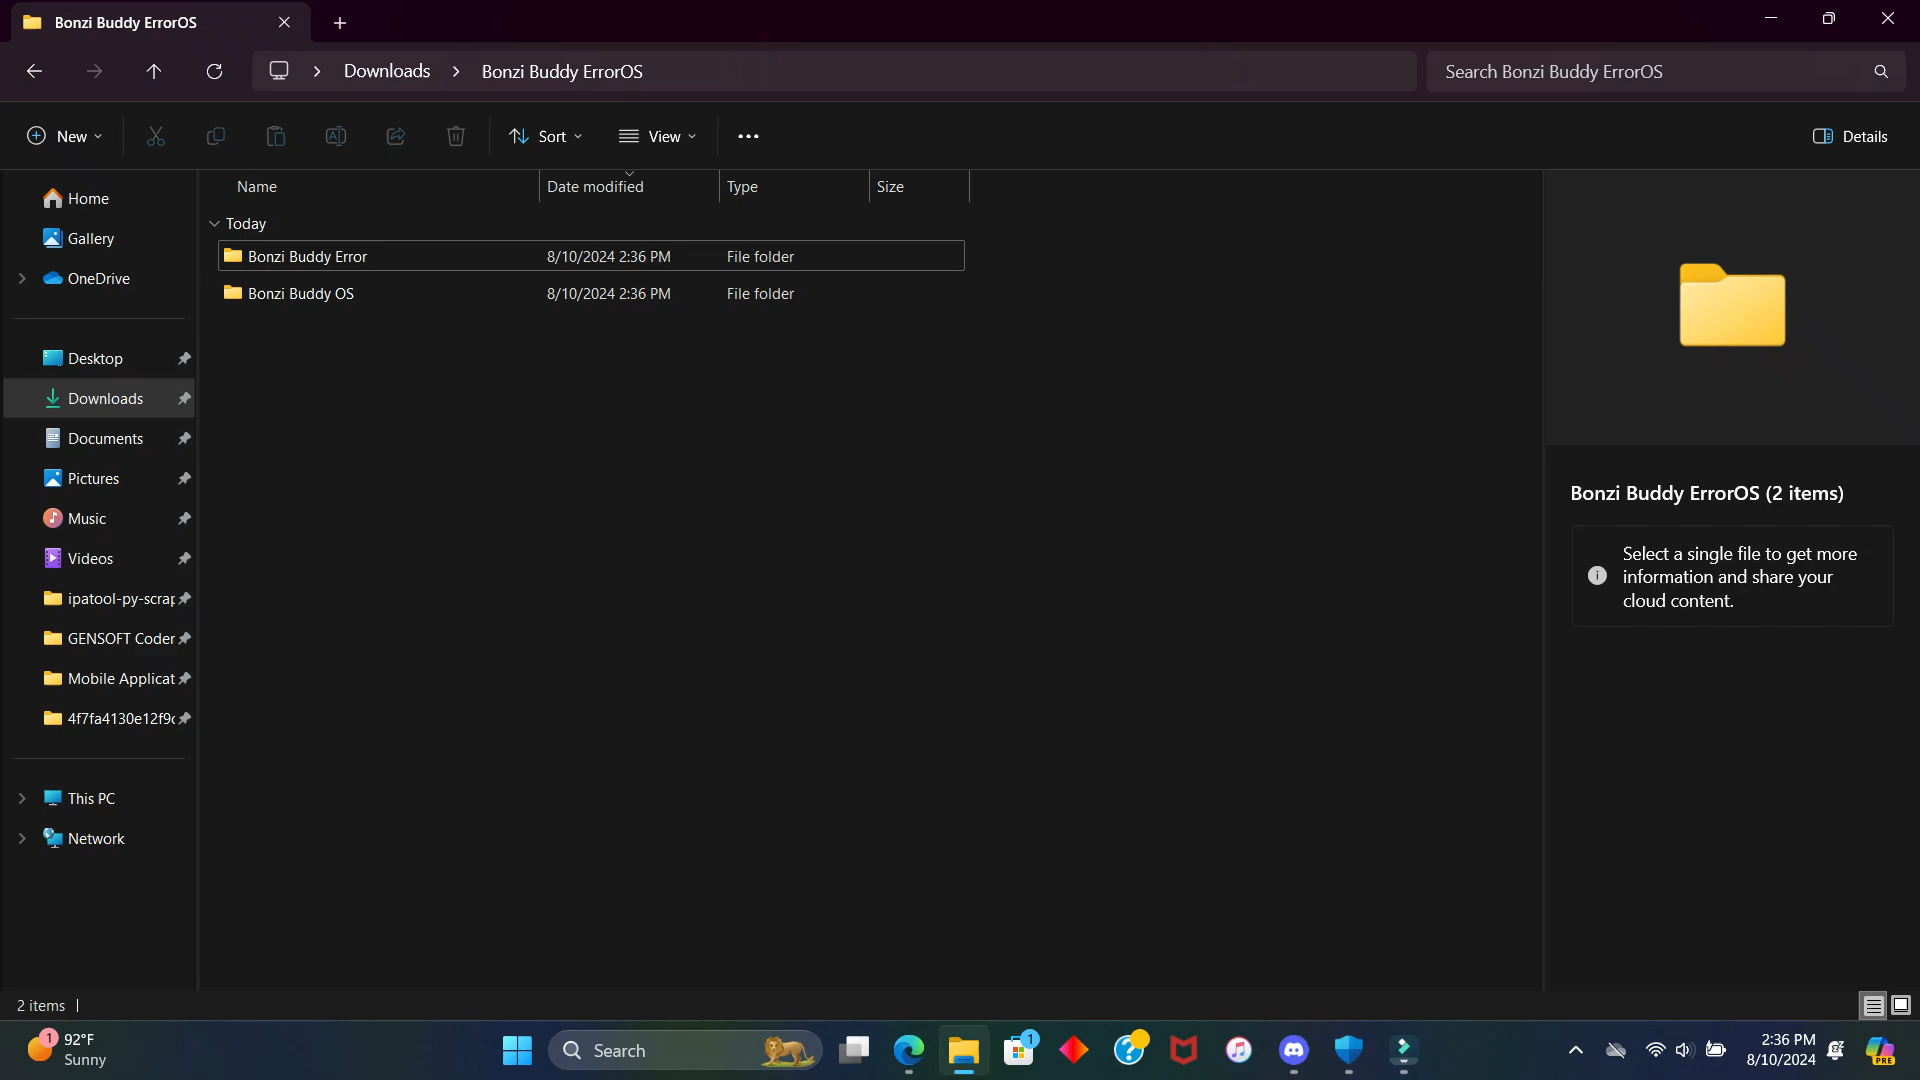 Bonzi Buddy ErrorOS
Downloads
Bonzi Buddy ErrorOS
Search Bonzi Buddy ErrorOS
New
Sort
View
Details
Name
Date modified
Type
Size
Today
Bonzi Buddy Error
8/10/2024 2:36 PM
File folder
Bonzi Buddy OS
8/10/2024 2:36 PM
File folder
Home
Gallery
OneDrive
Desktop
Downloads
Documents
Pictures
Music
Videos
ipatool-py-scrap
GENSOFT Coder
Mobile Applicat
4f7fa4130e12f9
This PC
Network
Bonzi Buddy ErrorOS (2 items)
Select a single file to get more
information and share your
cloud content.
2 items
1
92°F
Sunny
Search
1
2:36 PM
8/10/2024
PRE